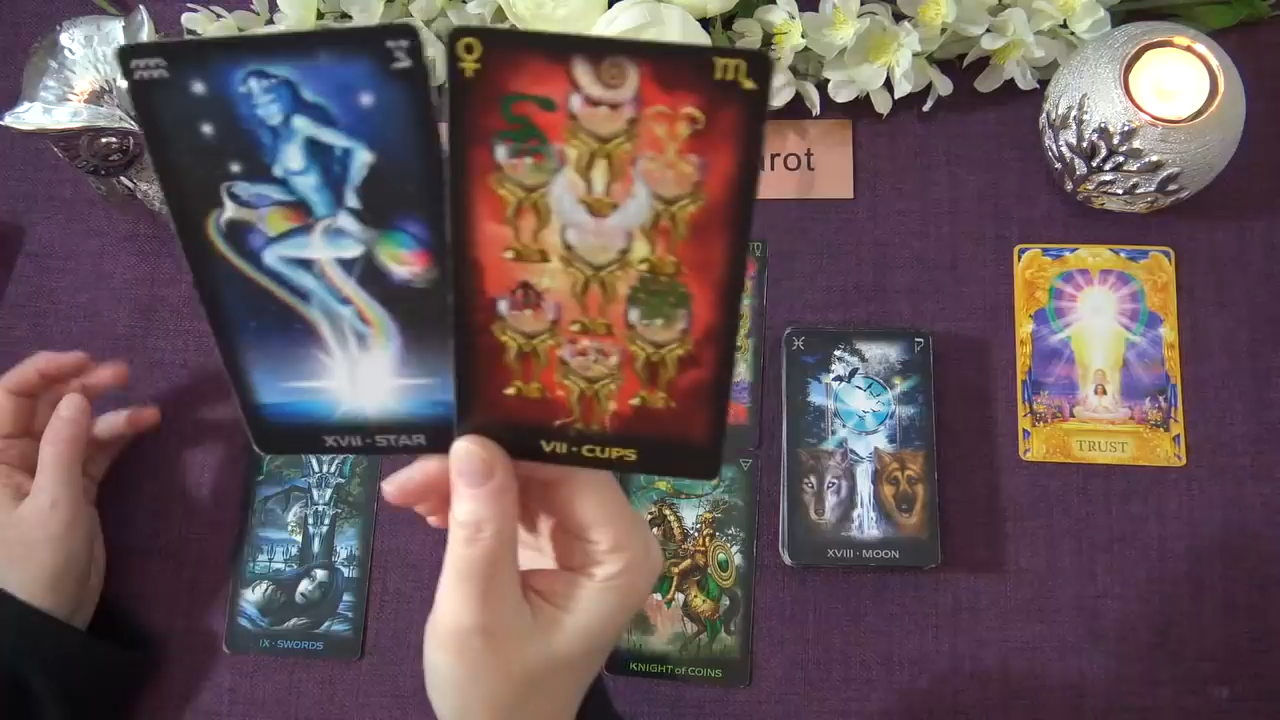 XVII · STAR
VII · CUPS
arot
TRUST
XVIII · MOON
IX · SWORDS
KNIGHT of COINS